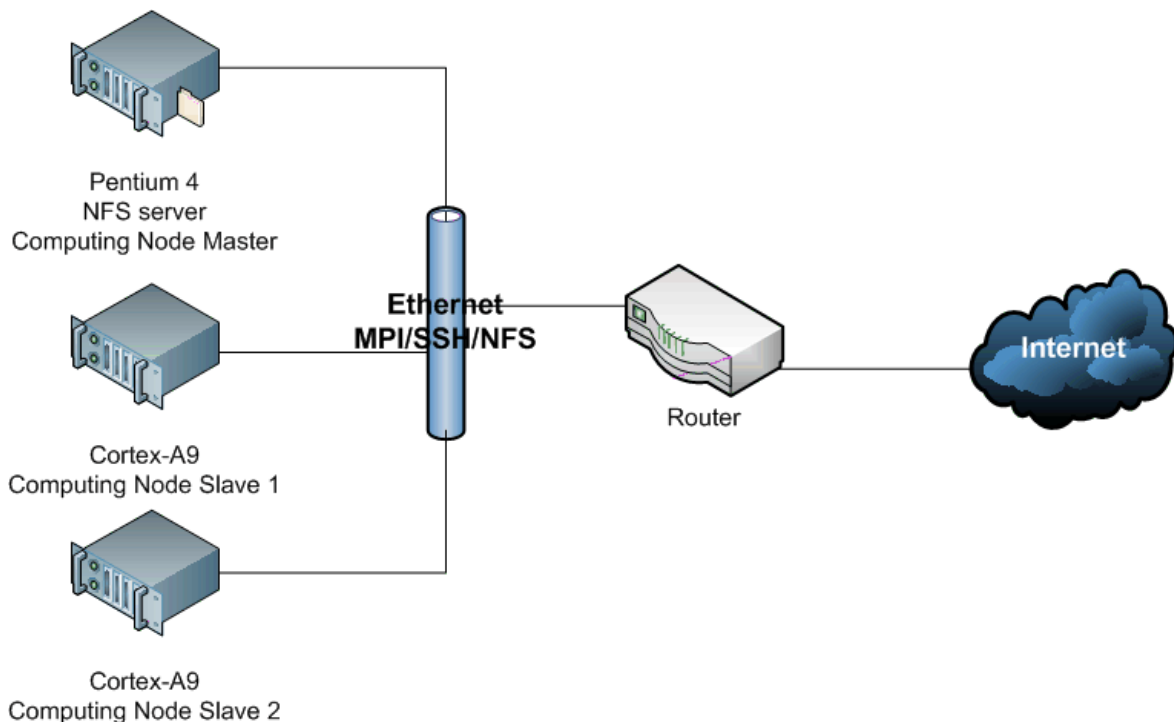 Pentium 4
NFS server
Computing Node Master
Ethernet
MPI/SSH/NFS
Router
Internet
Cortex-A9
Computing Node Slave 1
Cortex-A9
Computing Node Slave 2